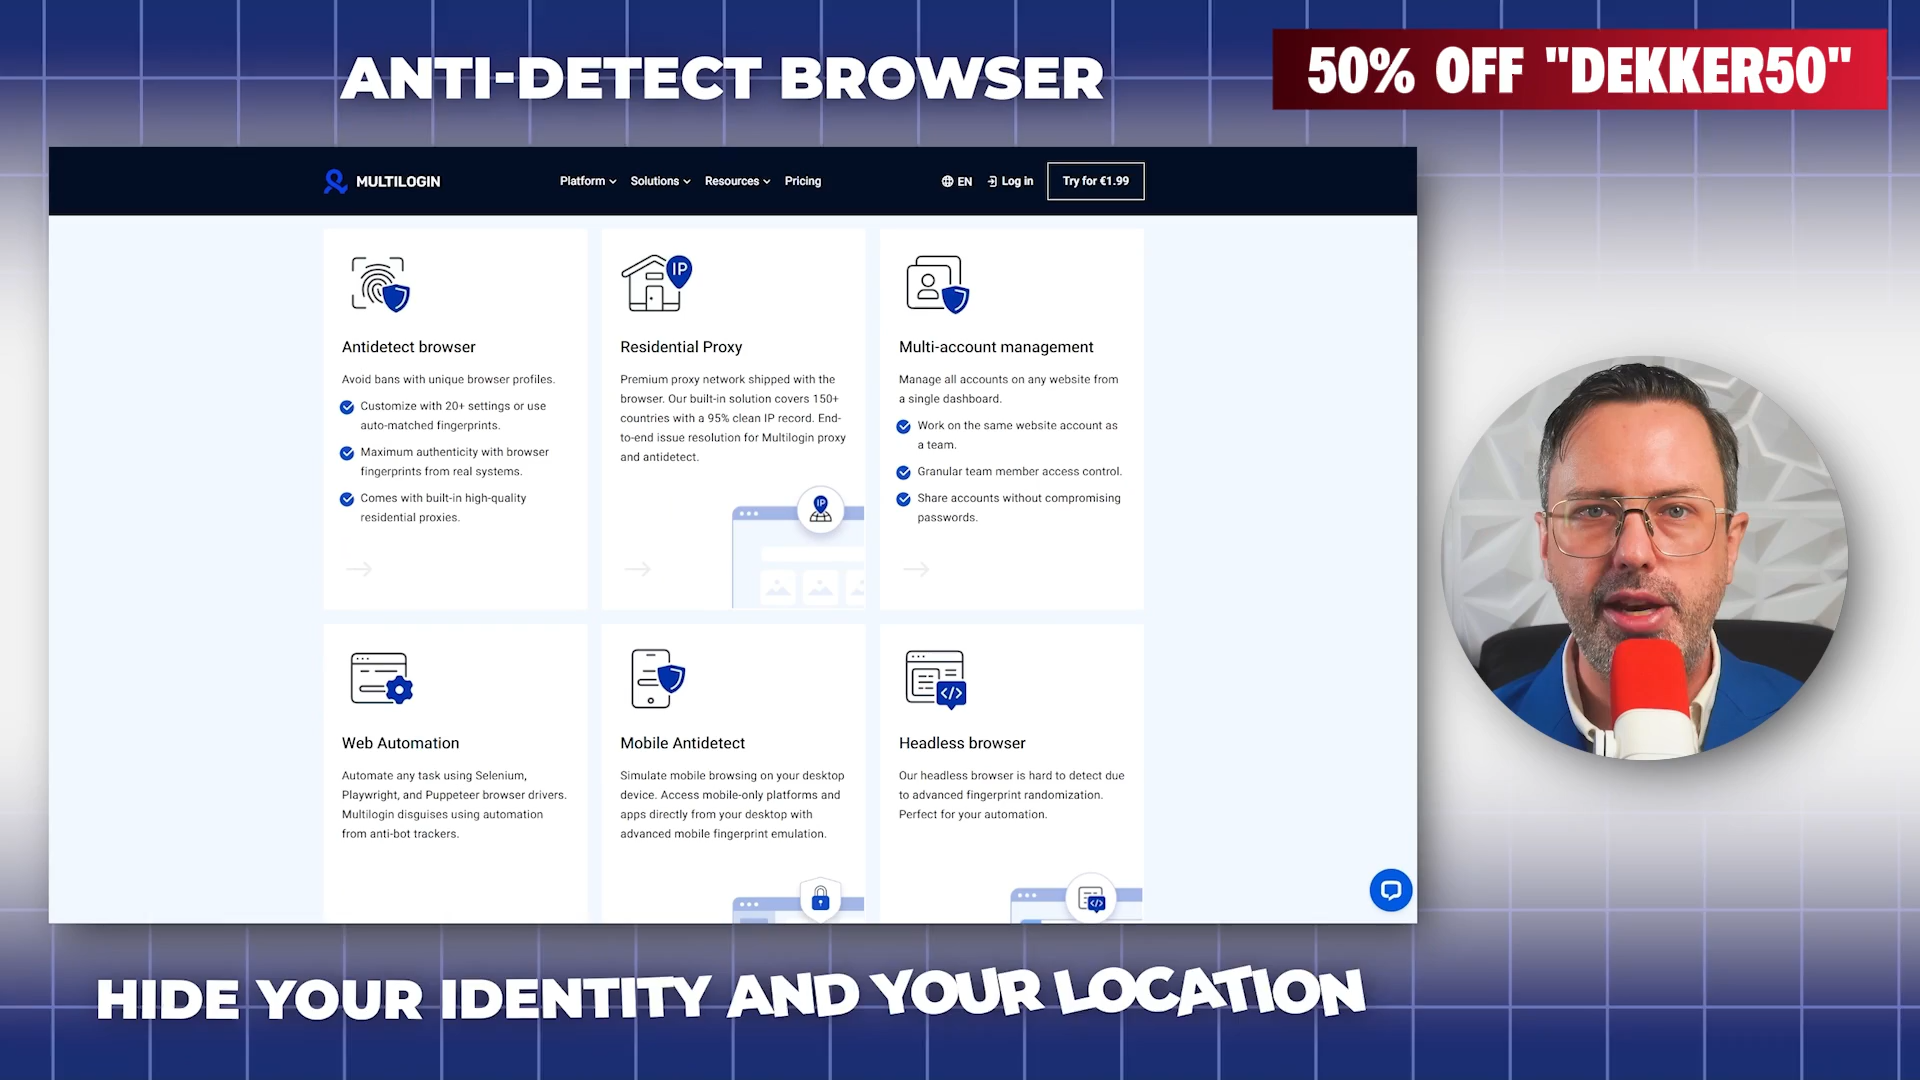 ANTI-DETECT BROWSER
50% OFF "DEKKER50"
MULTILOGIN
Platform
Solutions
Resources
Pricing
EN
Log in
Try for €1.99
IP
Antidetect browser
Avoid bans with unique browser profiles.
Customize with 20+ settings or use
auto-matched fingerprints.
Maximum authenticity with browser
fingerprints from real systems.
Comes with built-in high-quality
residential proxies.
Residential Proxy
Premium proxy network shipped with the
browser. Our built-in solution covers 150+
countries with a 95% clean IP record. End-
to-end issue resolution for Multilogin proxy
and antidetect.
IP
Multi-account management
Manage all accounts on any website from
a single dashboard.
Work on the same website account as
a team.
Granular team member access control.
Share accounts without compromising
passwords.
Web Automation
Automate any task using Selenium,
Playwright, and Puppeteer browser drivers.
Multilogin disguises using automation
from anti-bot trackers.
Mobile Antidetect
Simulate mobile browsing on your desktop
device. Access mobile-only platforms and
apps directly from your desktop with
advanced mobile fingerprint emulation.
</>
Headless browser
Our headless browser is hard to detect due
to advanced fingerprint randomization.
Perfect for your automation.
</>
HIDE YOUR IDENTITY AND YOUR LOCATION